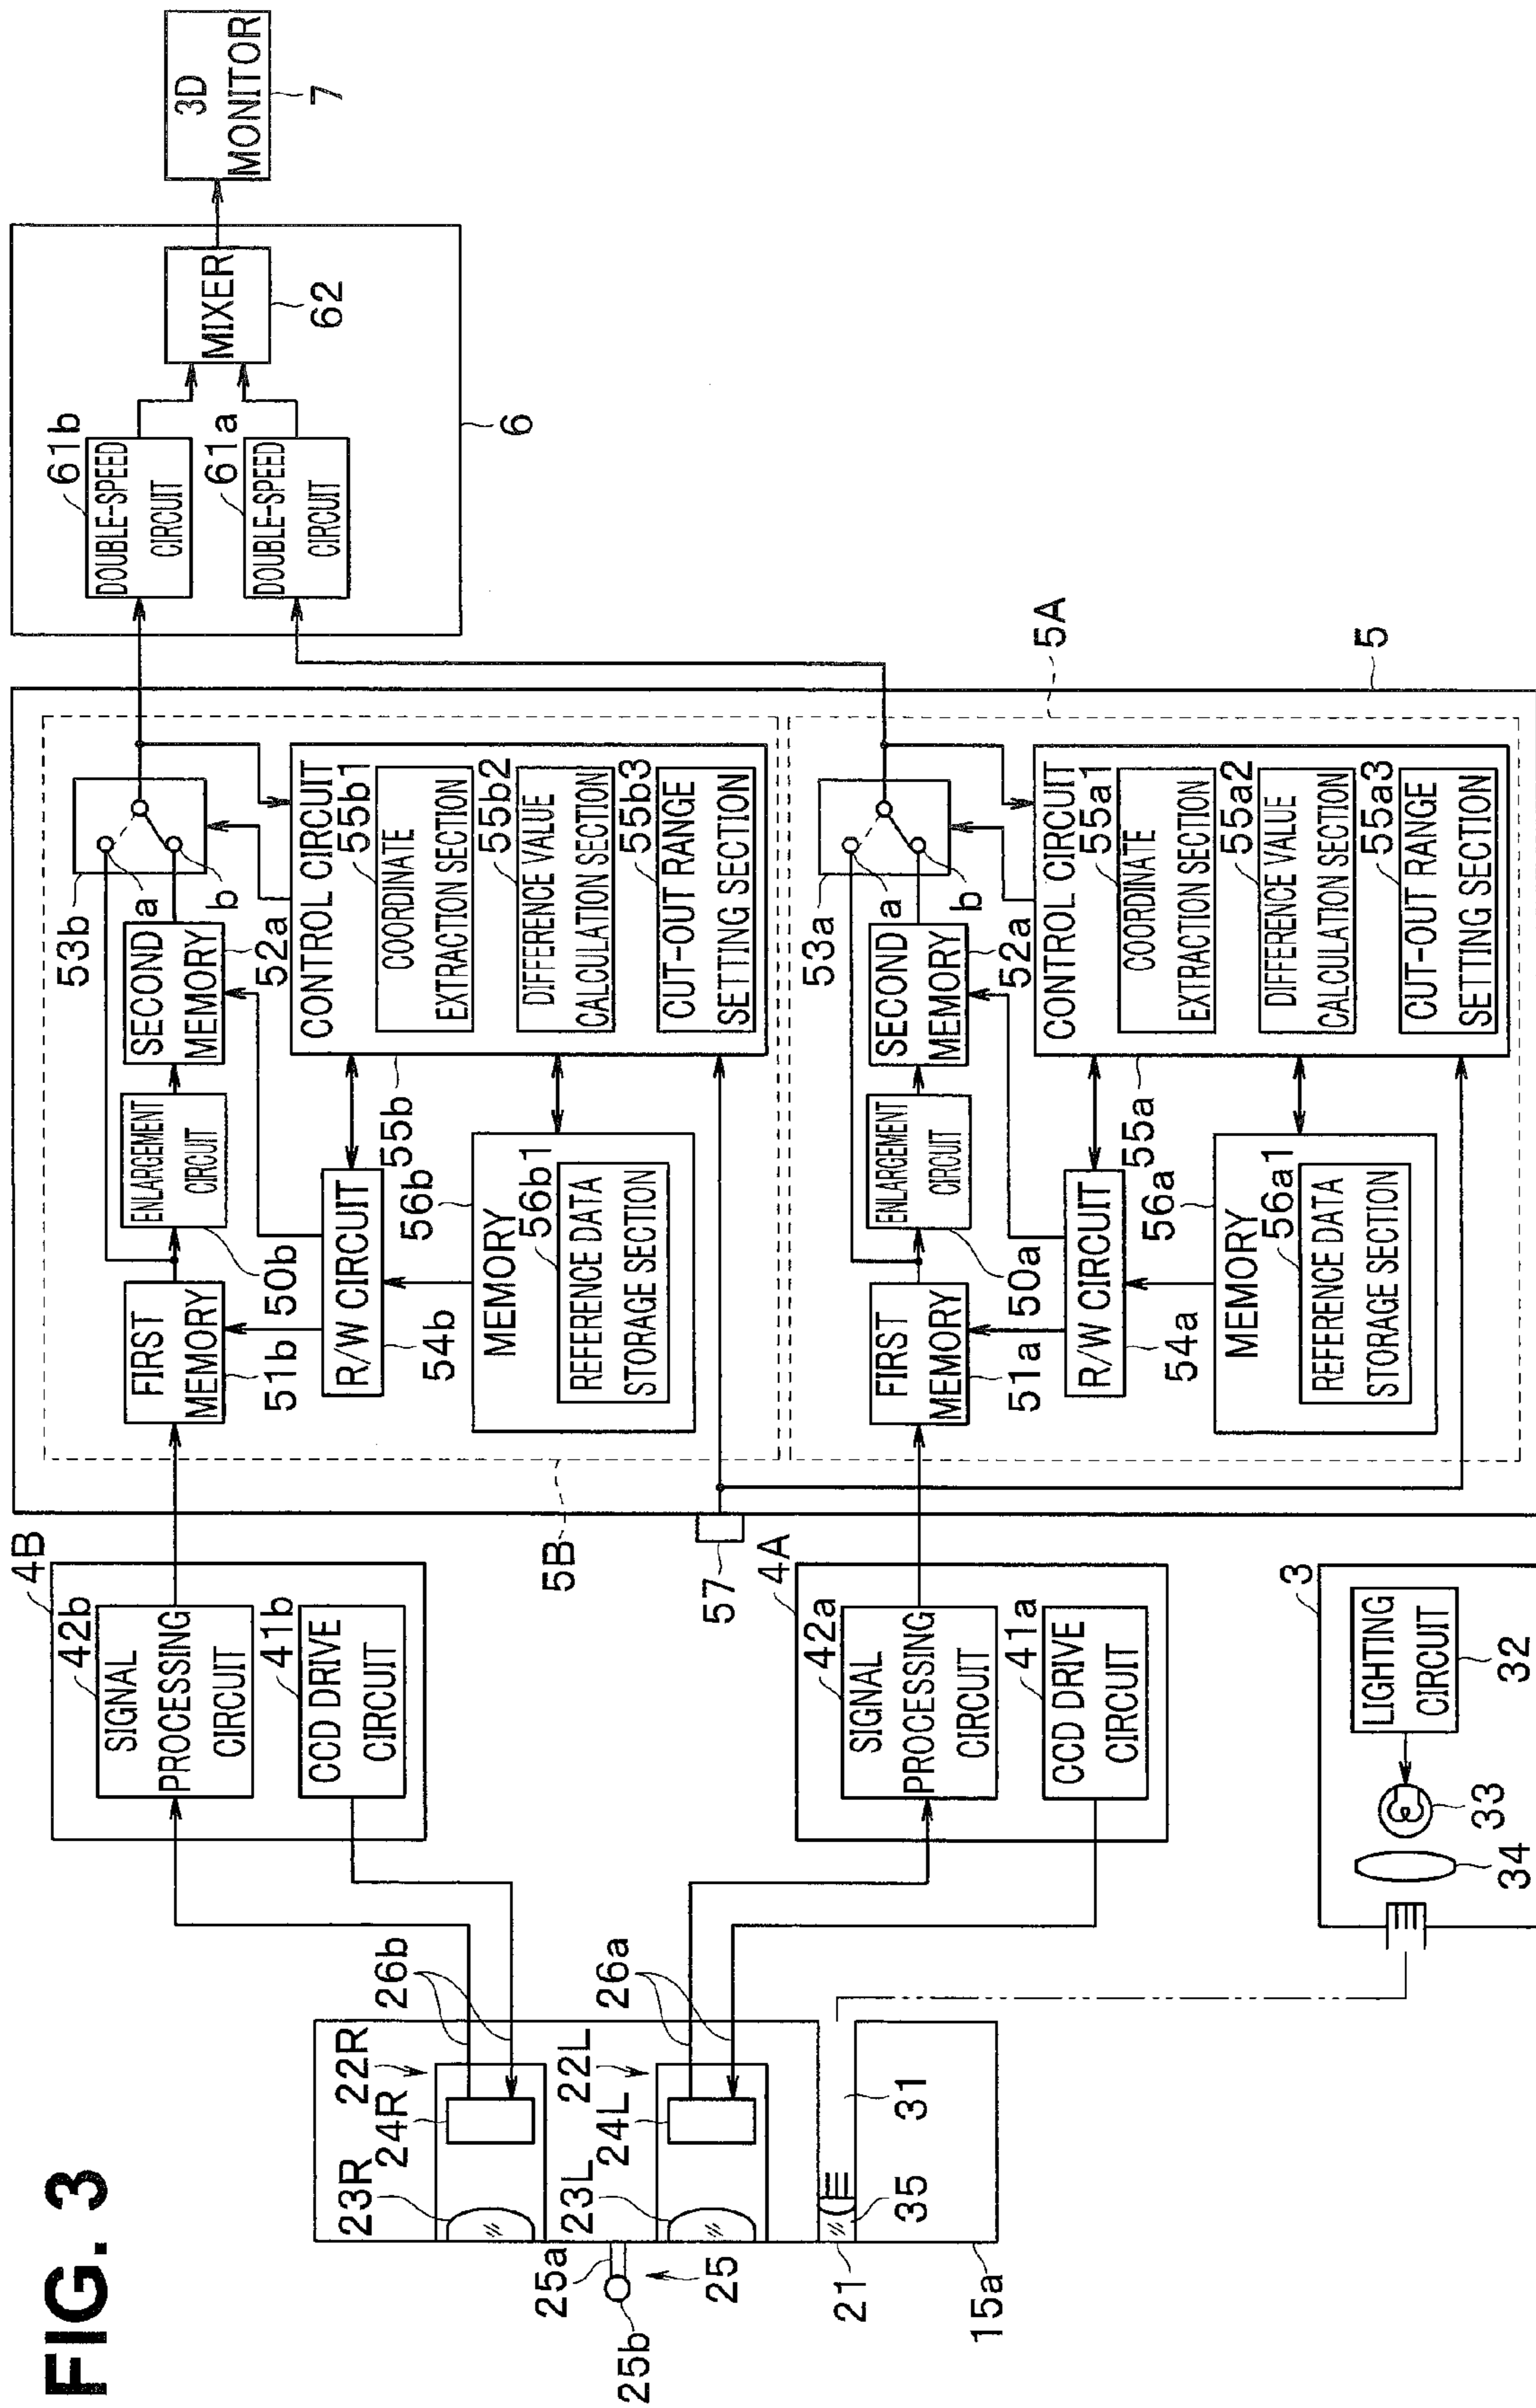 FIG. 3
3D
MONITOR
7
MIXER
62
61b
DOUBLE-SPEED
CIRCUIT
61a
DOUBLE-SPEED
CIRCUIT
6
5A
5
53b
a
b
SECOND
MEMORY
52a
ENLARGEMENT
CIRCUIT
50b
FIRST
MEMORY
51b
CONTROL CIRCUIT
55b1
COORDINATE
EXTRACTION SECTION
55b2
DIFFERENCE VALUE
CALCULATION SECTION
55b3
CUT-OUT RANGE
SETTING SECTION
55b
R/W CIRCUIT
54b
56b
MEMORY
56b1
REFERENCE DATA
STORAGE SECTION
5B
57
53a
a
b
SECOND
MEMORY
52a
ENLARGEMENT
CIRCUIT
50a
FIRST
MEMORY
51a
CONTROL CIRCUIT
55a1
COORDINATE
EXTRACTION SECTION
55a2
DIFFERENCE VALUE
CALCULATION SECTION
55a3
CUT-OUT RANGE
SETTING SECTION
55a
R/W CIRCUIT
54a
56a
MEMORY
56a1
REFERENCE DATA
STORAGE SECTION
4B
42b
SIGNAL
PROCESSING
CIRCUIT
41b
CCD DRIVE
CIRCUIT
4A
42a
SIGNAL
PROCESSING
CIRCUIT
41a
CCD DRIVE
CIRCUIT
3
LIGHTING
CIRCUIT
32
33
34
26b
22R
24R
23R
26a
22L
24L
23L
25a
25
25b
31
35
21
15a